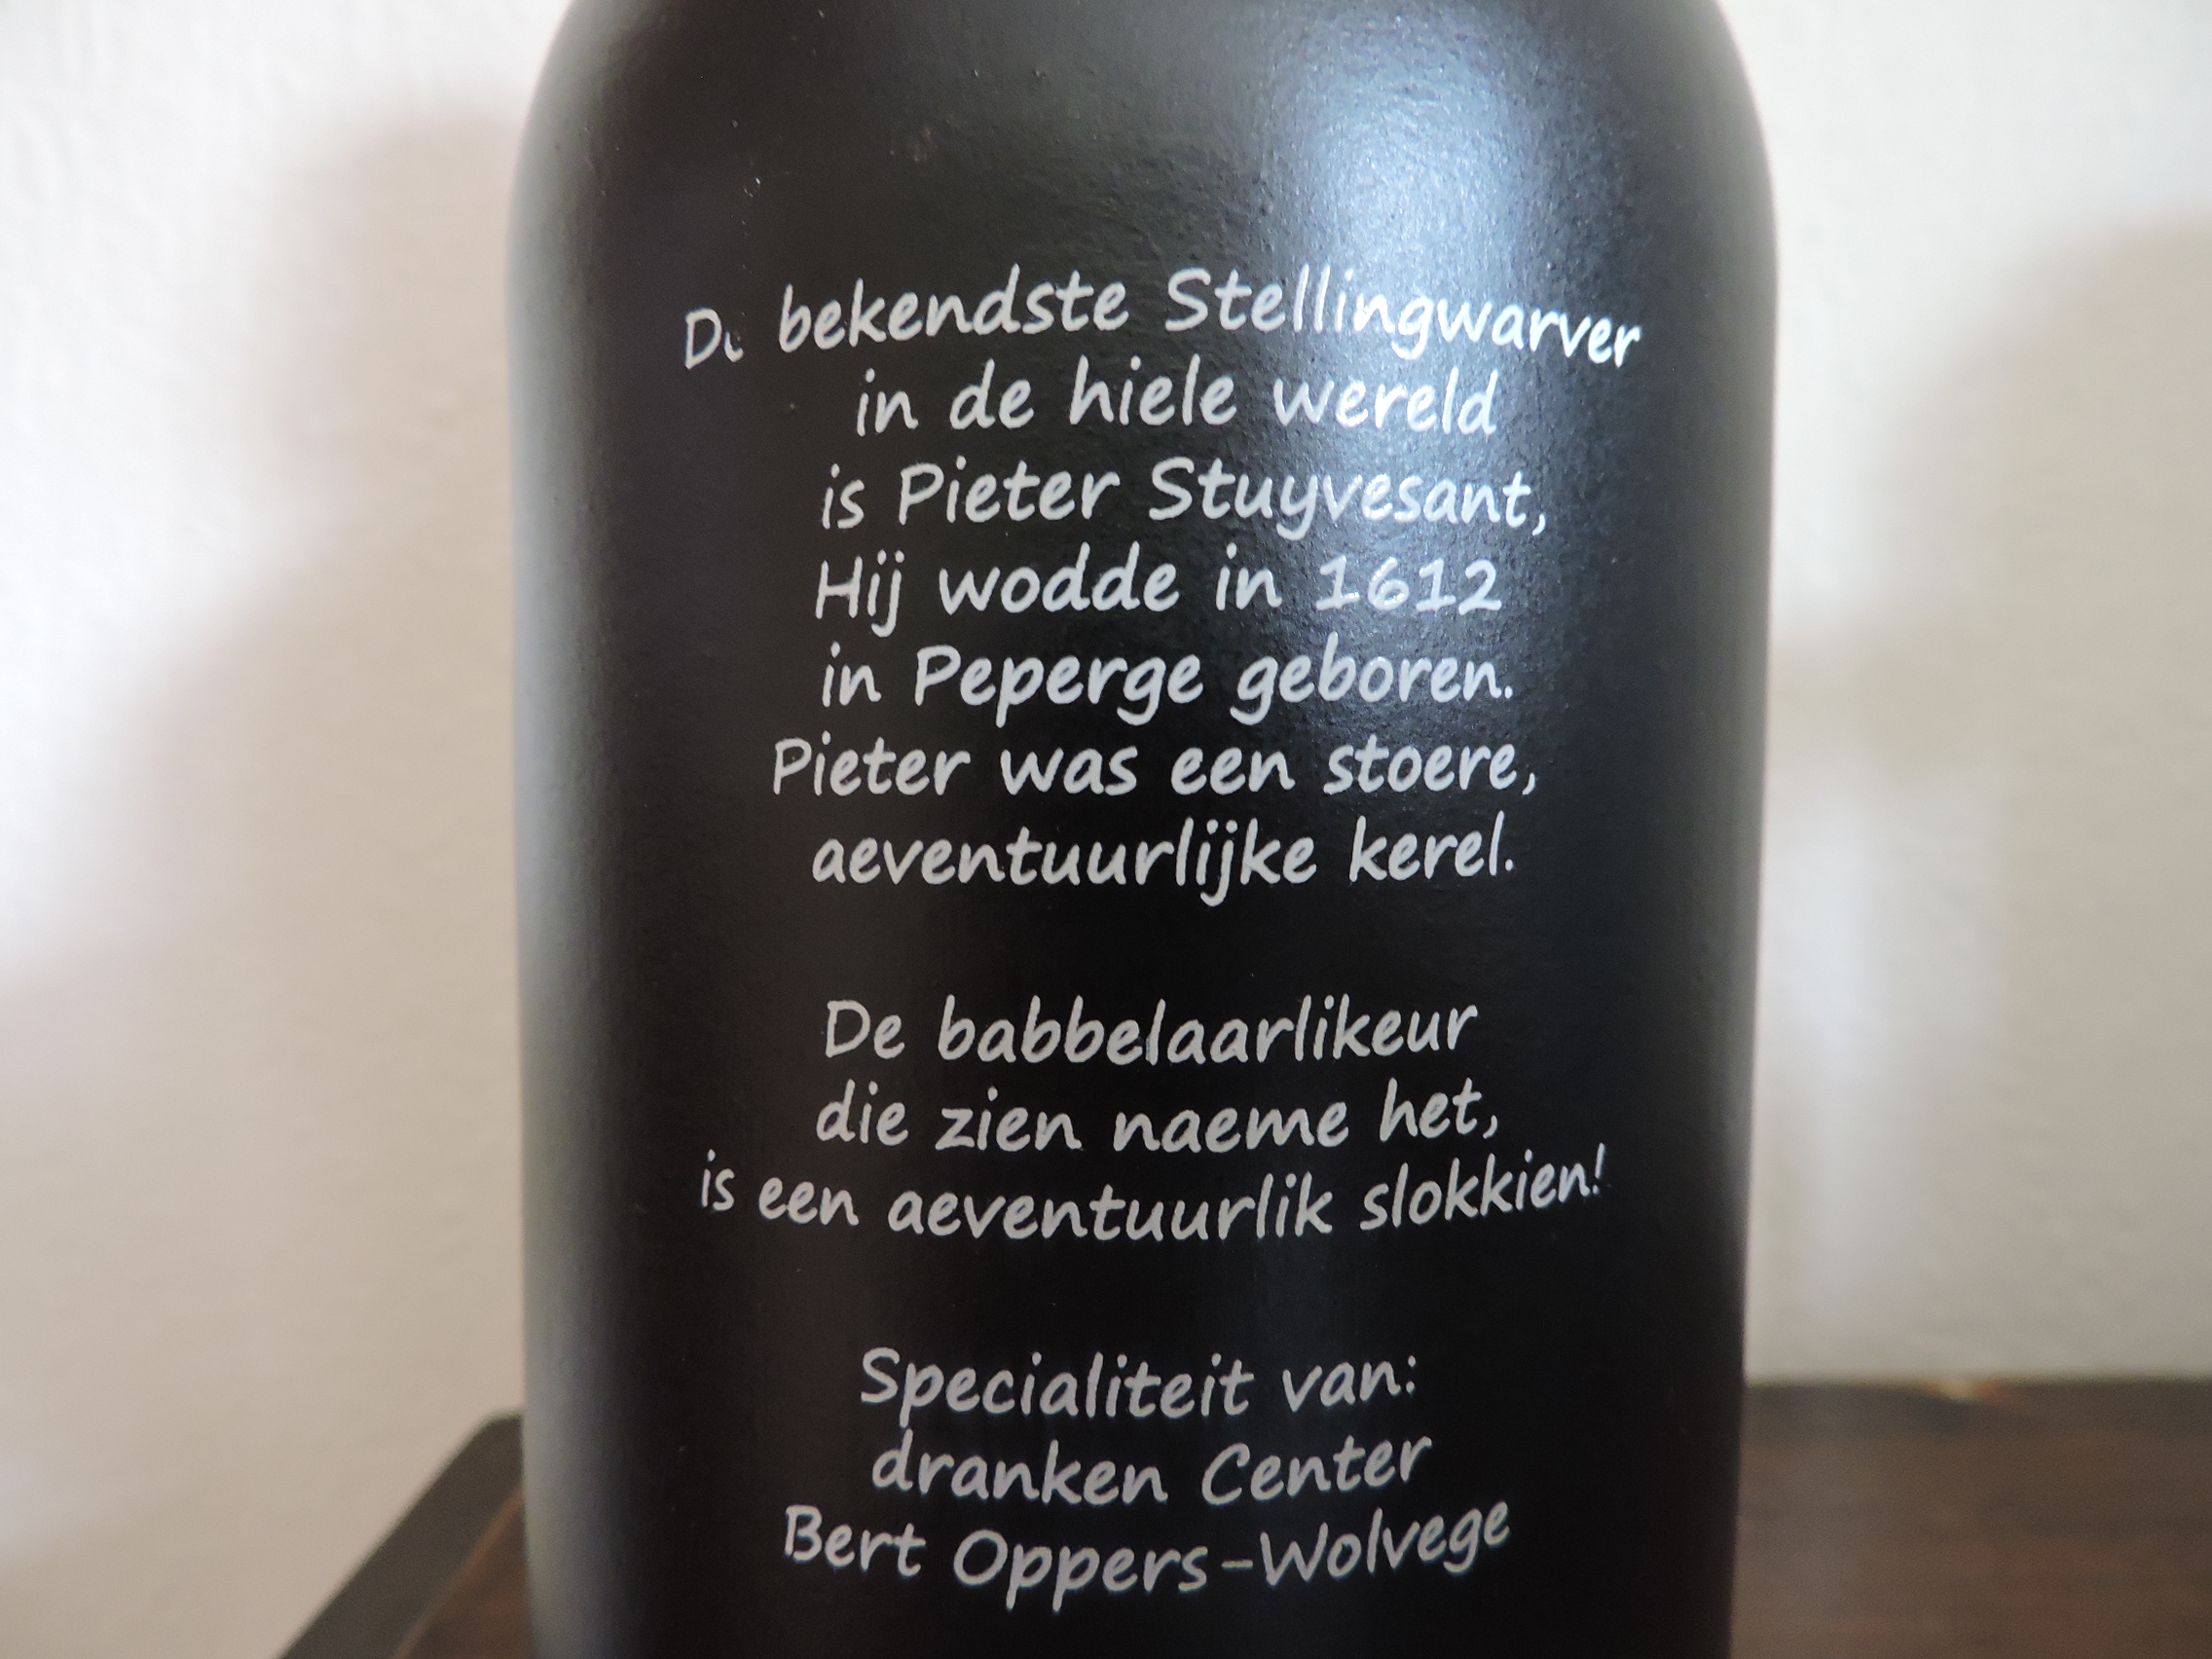 De bekendste Stellingwarver
in de hiele wereld
is Pieter Stuyvesant,
Hij wodde in 1612
in Peperge geboren.
Pieter was een stoere,
aeventuurlijke kerel.
De babbelaarlikeur
die zien naeme het,
is een aeventuurlik slokkien!
Specialiteit van:
dranken Center
Bert Oppers-Wolvege